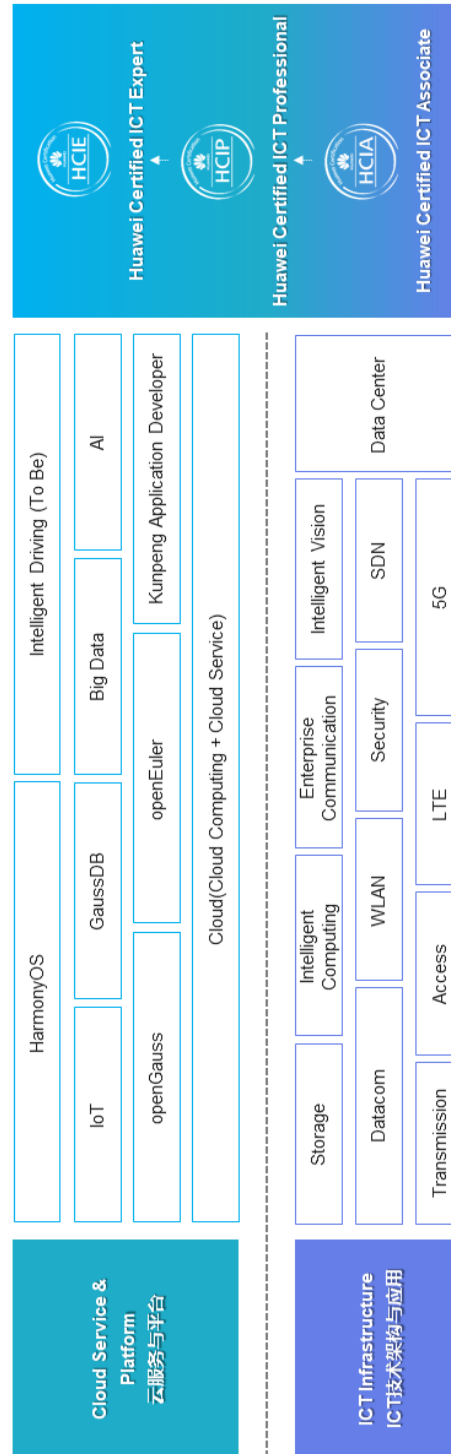 Cloud Service &
Platform
云服务与平台
HarmonyOS
Intelligent Driving (To Be)
IoT
GaussDB
Big Data
AI
openGauss
openEuler
Kunpeng Application Developer
Cloud(Cloud Computing + Cloud Service)
ICT Infrastructure
ICT技术架构与应用
Storage
Intelligent
Computing
Enterprise
Communication
Intelligent Vision
Data Center
Datacom
WLAN
Security
SDN
Transmission
Access
LTE
5G
HCIE
Huawei Certified ICT Expert
HCIP
Huawei Certified ICT Professional
HCIA
Huawei Certified ICT Associate